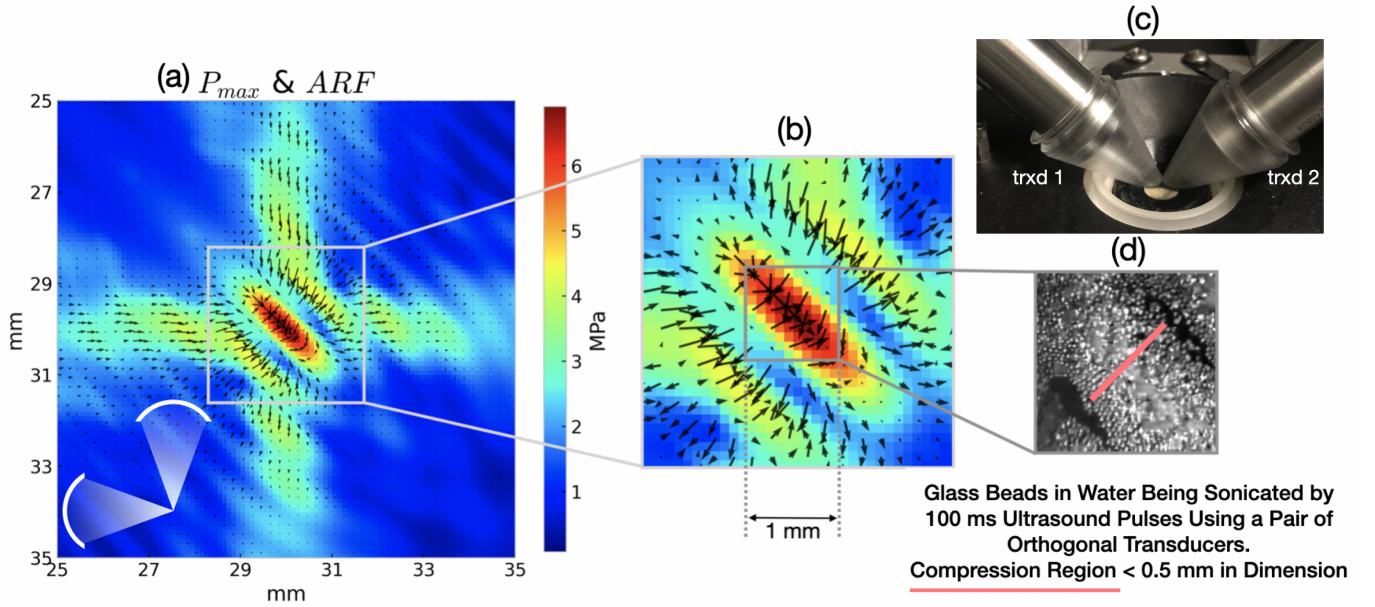 (a) P_max & ARF
25
27
29
31
33
35
mm
25
27
29
31
33
35
mm
6
5
4
3
2
1
MPa
(b)
1 mm
(c)
trxd 1
trxd 2
(d)
Glass Beads in Water Being Sonicated by
100 ms Ultrasound Pulses Using a Pair of
Orthogonal Transducers.
Compression Region < 0.5 mm in Dimension